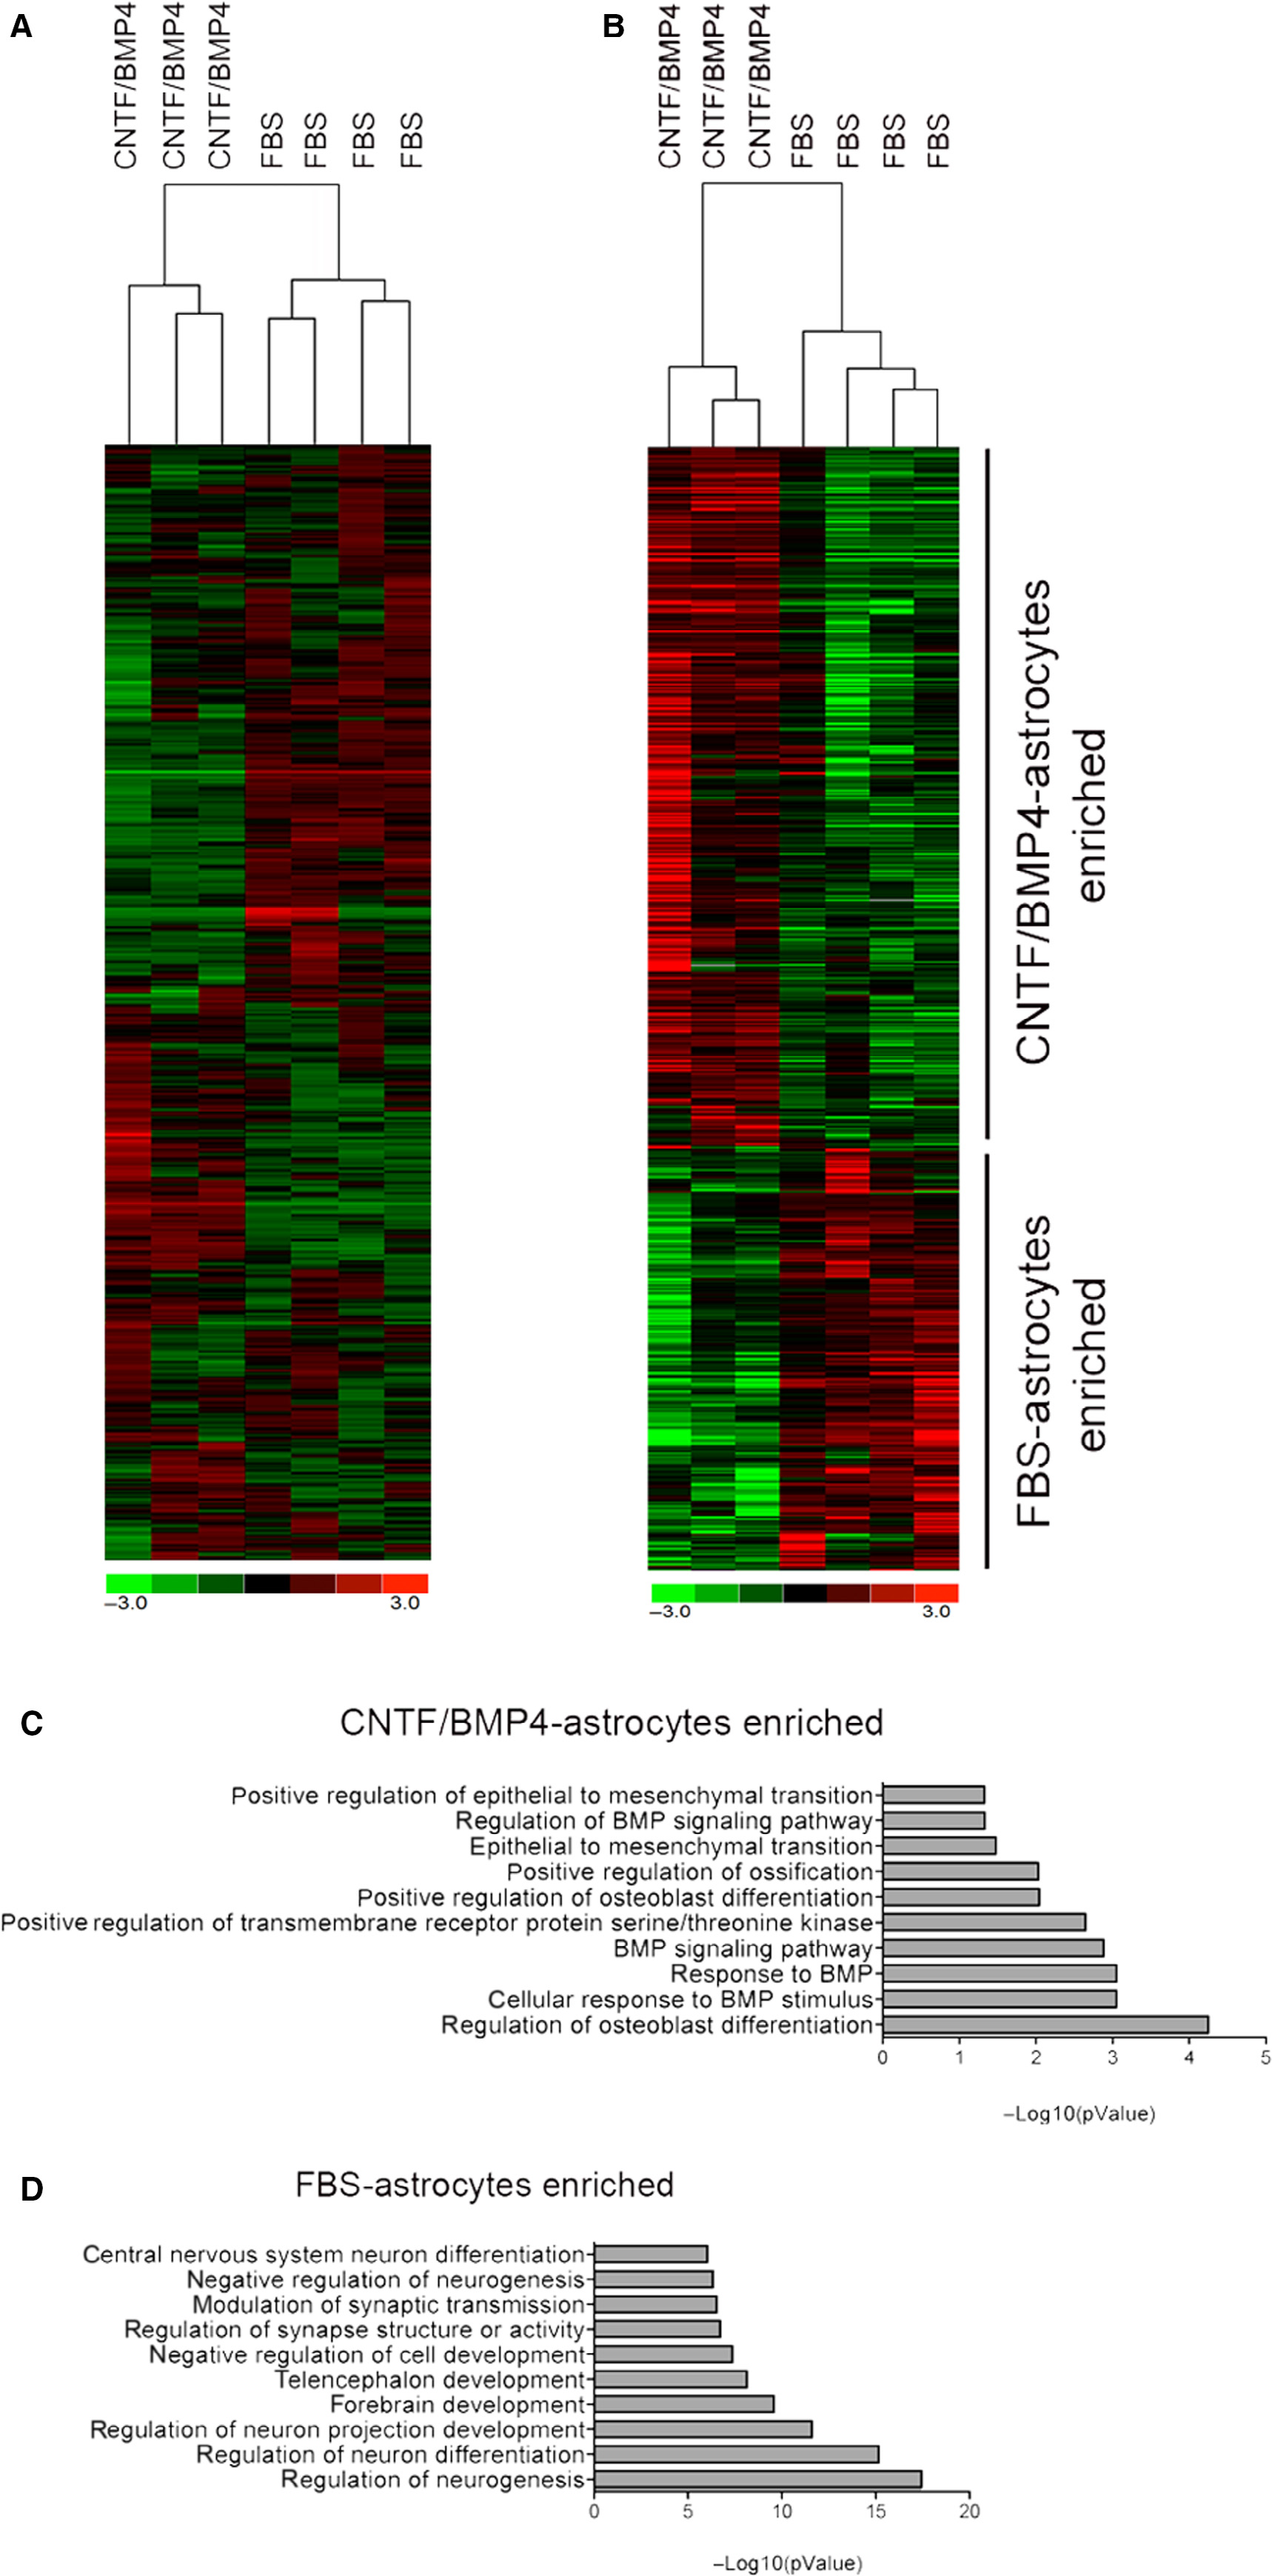 A
CNTF/BMP4
CNTF/BMP4
CNTF/BMP4
FBS
FBS
FBS
FBS
–3.0
3.0
B
CNTF/BMP4
CNTF/BMP4
CNTF/BMP4
FBS
FBS
FBS
FBS
CNTF/BMP4-astrocytes
enriched
FBS-astrocytes
enriched
–3.0
3.0
C
CNTF/BMP4-astrocytes enriched
Positive regulation of epithelial to mesenchymal transition
Regulation of BMP signaling pathway
Epithelial to mesenchymal transition
Positive regulation of ossification
Positive regulation of osteoblast differentiation
Positive regulation of transmembrane receptor protein serine/threonine kinase
BMP signaling pathway
Response to BMP
Cellular response to BMP stimulus
Regulation of osteoblast differentiation
0 1 2 3 4 5
–Log10(pValue)
D
FBS-astrocytes enriched
Central nervous system neuron differentiation
Negative regulation of neurogenesis
Modulation of synaptic transmission
Regulation of synapse structure or activity
Negative regulation of cell development
Telencephalon development
Forebrain development
Regulation of neuron projection development
Regulation of neuron differentiation
Regulation of neurogenesis
0 5 10 15 20
–Log10(pValue)